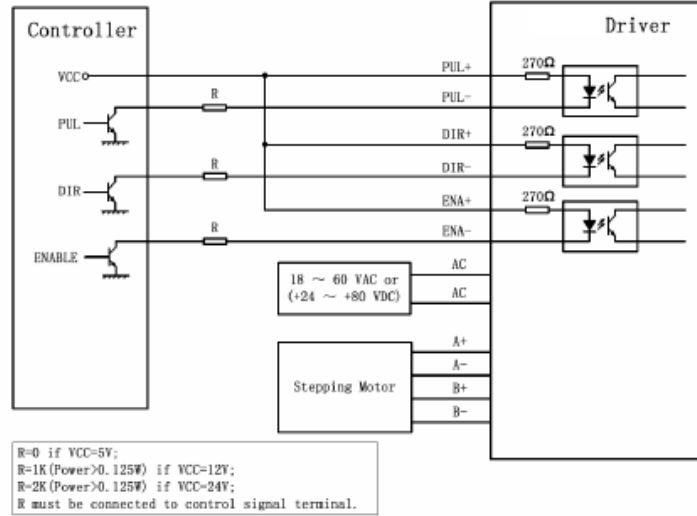 Controller
Driver
VCC
PUL+
270Ω
R
PUL-
PUL
DIR+
270Ω
R
DIR-
DIR
ENA+
270Ω
R
ENA-
ENABLE
18 ~ 60 VAC or
(+24 ~ +80 VDC)
AC
AC
Stepping Motor
A+
A-
B+
B-
R=0 if VCC=5V;
R=1K(Power>0.125W) if VCC=12V;
R=2K(Power>0.125W) if VCC=24V;
R must be connected to control signal terminal.